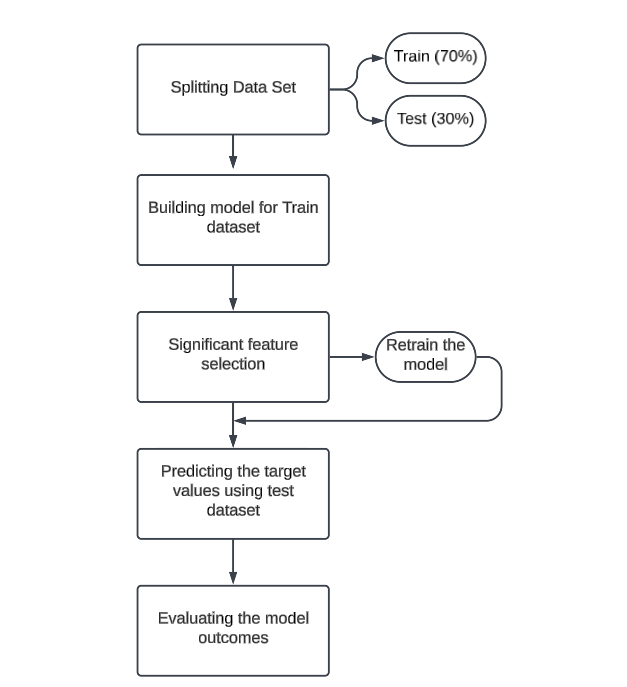 Splitting Data Set
Train (70%)
Test (30%)
Building model for Train
dataset
Significant feature
selection
Retrain the
model
Predicting the target
values using test
dataset
Evaluating the model
outcomes